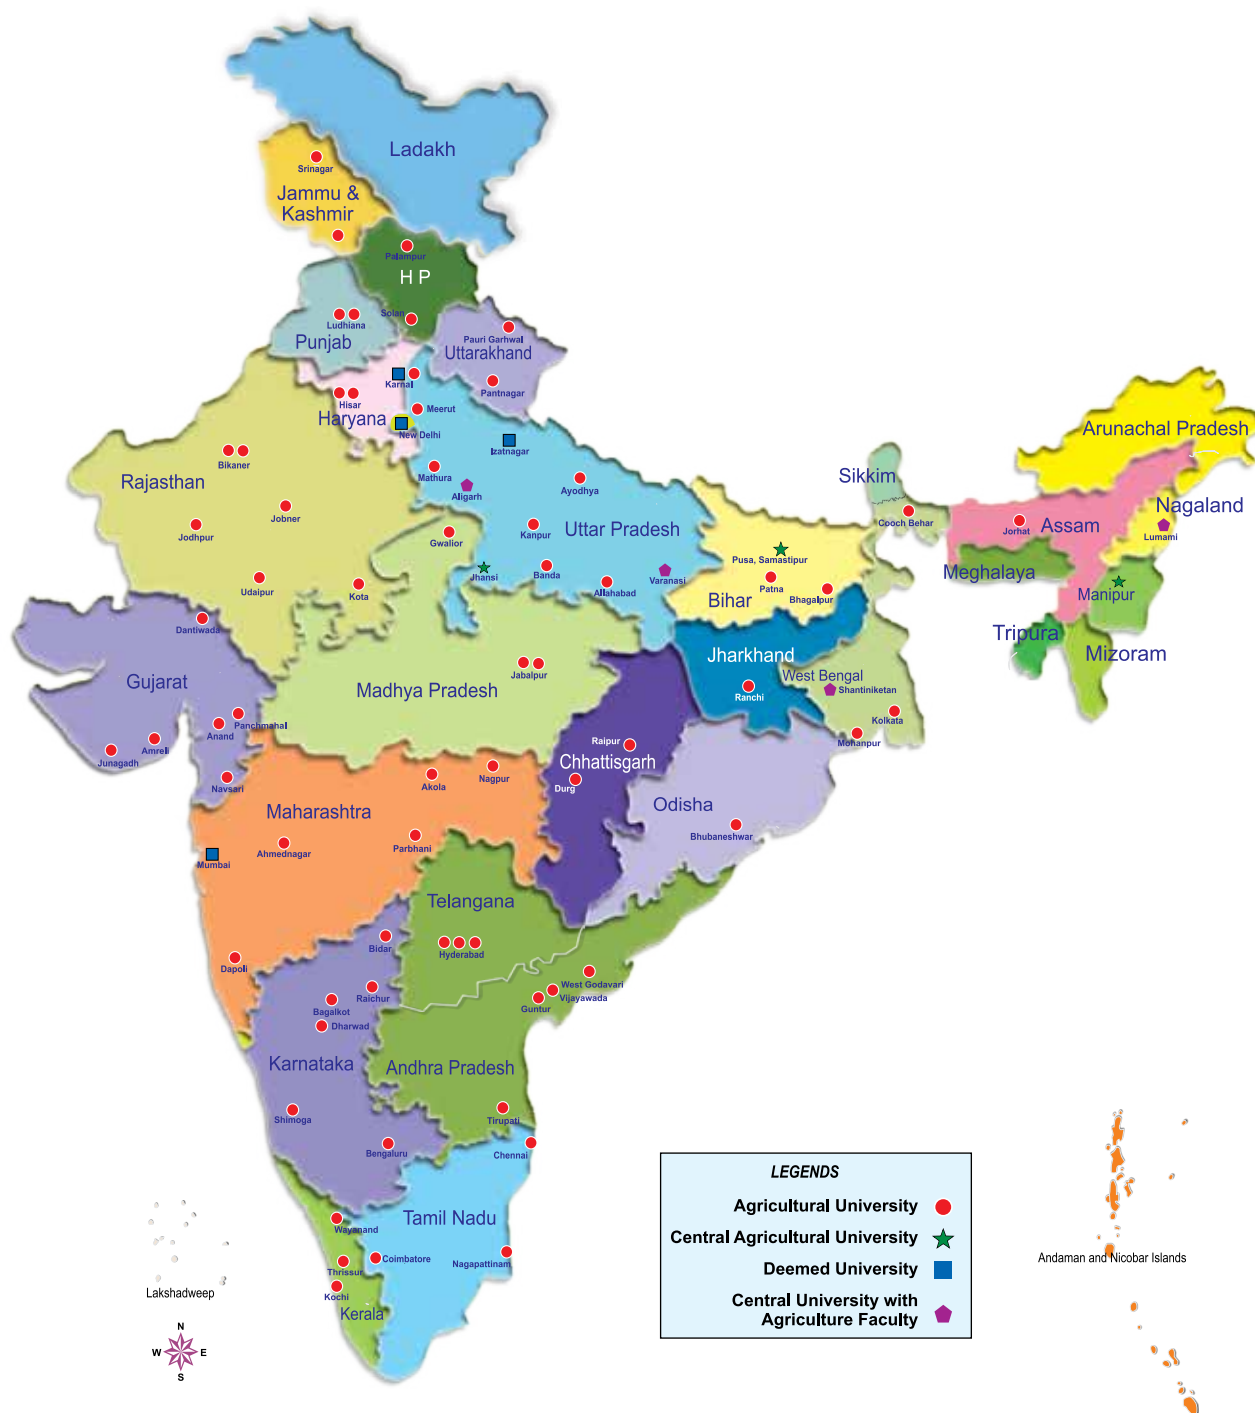 Ladakh
Srinagar
Jammu &
Kashmir
Palampur
H P
Solan
Ludhiana
Punjab
Pauri Garhwal
Uttarakhand
Pantnagar
Karnal
Hisar
Haryana
Meerut
New Delhi
Izatnagar
Arunachal Pradesh
Bikaner
Rajasthan
Mathura
Aligarh
Ayodhya
Sikkim
Nagaland
Jobner
Jodhpur
Gwalior
Kanpur
Uttar Pradesh
Cooch Behar
Jorhat
Assam
Lumami
Pusa, Samastipur
Jhansi
Banda
Varanasi
Meghalaya
Udaipur
Kota
Allahabad
Patna
Bihar
Bhagalpur
Manipur
Dantiwada
Tripura
Mizoram
Jharkhand
Gujarat
Madhya Pradesh
Jabalpur
West Bengal
Shantiniketan
Ranchi
Panchmahal
Anand
Kolkata
Amreli
Junagadh
Raipur
Mohanpur
Chhattisgarh
Navsari
Akola
Nagpur
Durg
Maharashtra
Odisha
Bhubaneshwar
Parbhani
Ahmednagar
Mumbai
Telangana
Bidar
Hyderabad
Dapoli
West Godavari
Raichur
Vijayawada
Bagalkot
Guntur
Dharwad
Karnataka
Andhra Pradesh
Shimoga
Tirupati
Bengaluru
Chennai
LEGENDS
Agricultural University
Central Agricultural University
Deemed University
Central University with
Agriculture Faculty
Tamil Nadu
Wayanand
Coimbatore
Nagapattinam
Thrissur
Kochi
Kerala
Andaman and Nicobar Islands
Lakshadweep
N
W E
S